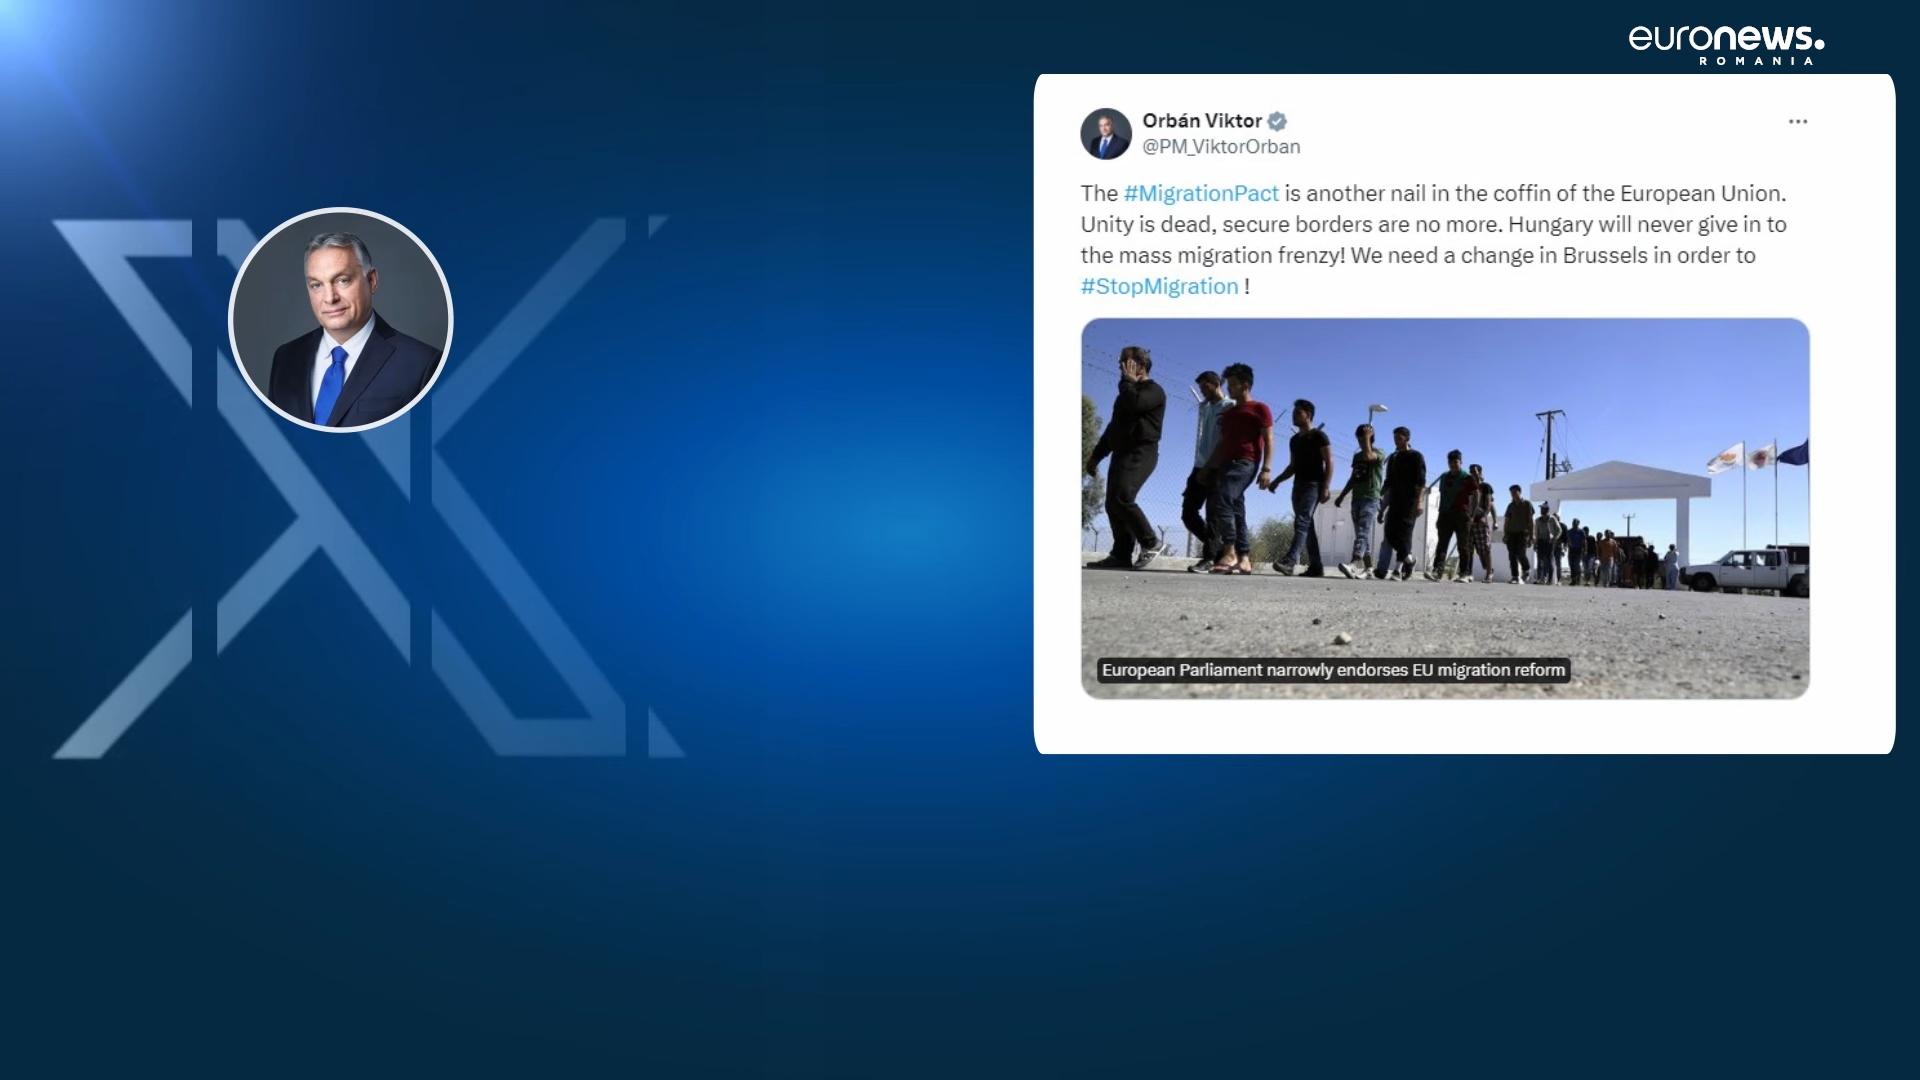 euronews.
ROMANIA
Orbán Viktor
@PM_ViktorOrban
The #MigrationPact is another nail in the coffin of the European Union.
Unity is dead, secure borders are no more. Hungary will never give in to
the mass migration frenzy! We need a change in Brussels in order to
#StopMigration !
European Parliament narrowly endorses EU migration reform